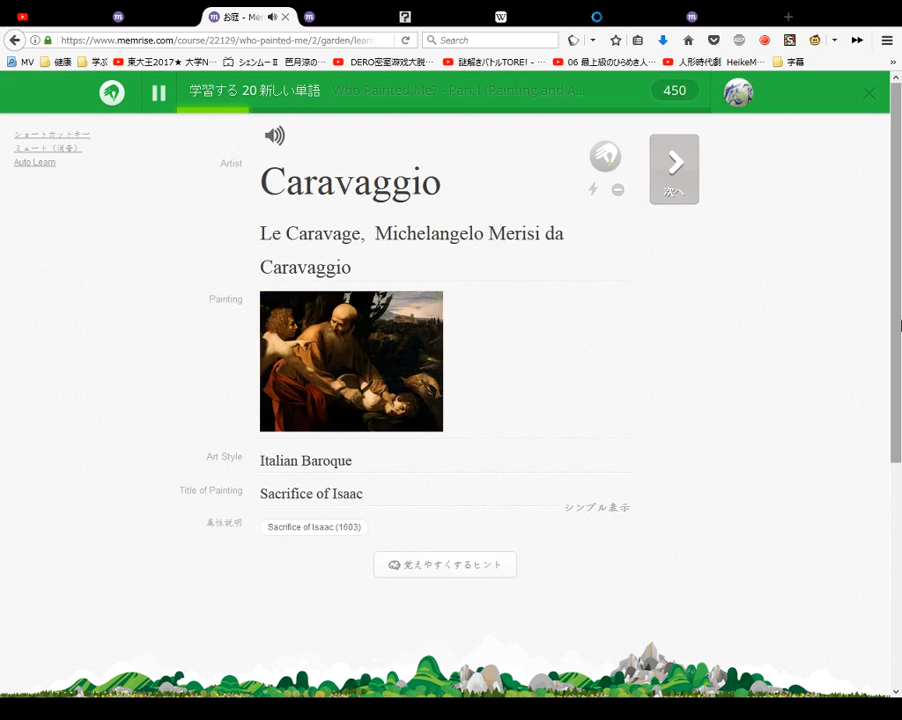 お庭 - Mem
https://www.memrise.com/course/22129/who-painted-me/2/garden/learn
Search
MV
健康
学ぶ
東大王2017★ 大学N…
シェンムーⅡ 芭月涼の…
DERO密室游戏大脱…
謎解きバトルTORE! - …
06 最上級のひらめき人…
人形時代劇 HeikeM…
字幕
学習する 20 新しい単語
Who Painted Me? - Part I (Painting and A…
450
ショートカットキー
ミュート（消音）
Auto Learn
Artist
Caravaggio
次へ
Le Caravage, Michelangelo Merisi da
Caravaggio
Painting
Art Style
Italian Baroque
Title of Painting
Sacrifice of Isaac
シンプル表示
属性説明
Sacrifice of Isaac (1603)
覚えやすくするヒント